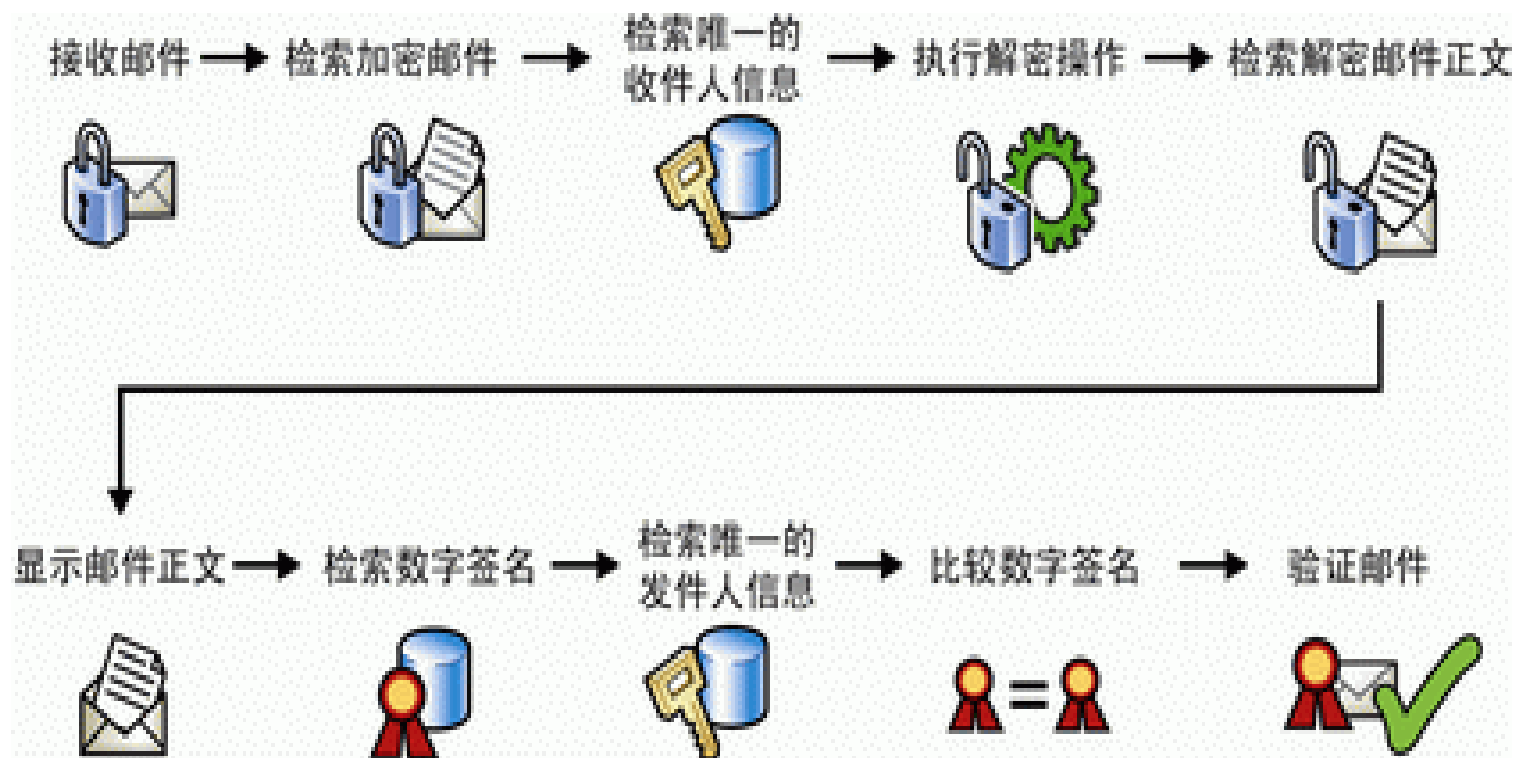 接收邮件
检索加密邮件
检索唯一的
收件人信息
执行解密操作
检索解密邮件正文
显示邮件正文
检索数字签名
检索唯一的
发件人信息
比较数字签名
验证邮件